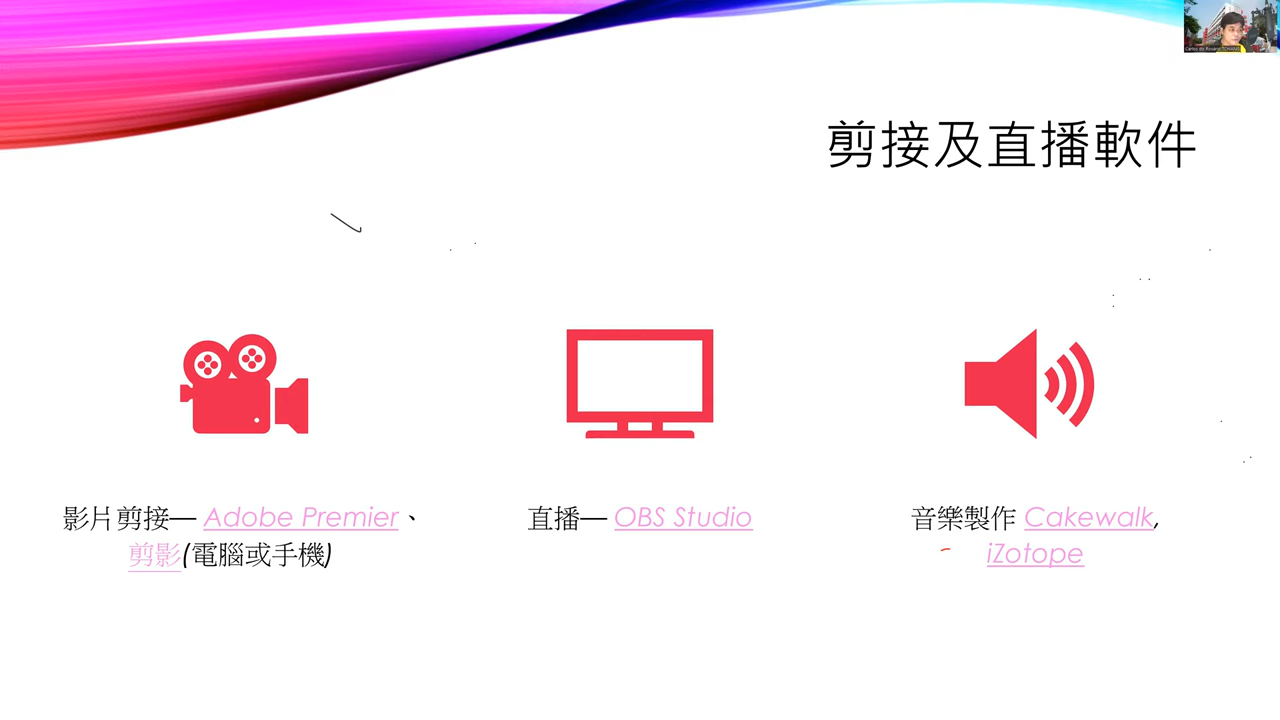 剪接及直播軟件
影片剪接— Adobe Premier、
剪影(電腦或手機)
直播— OBS Studio
音樂製作 Cakewalk,
iZotope